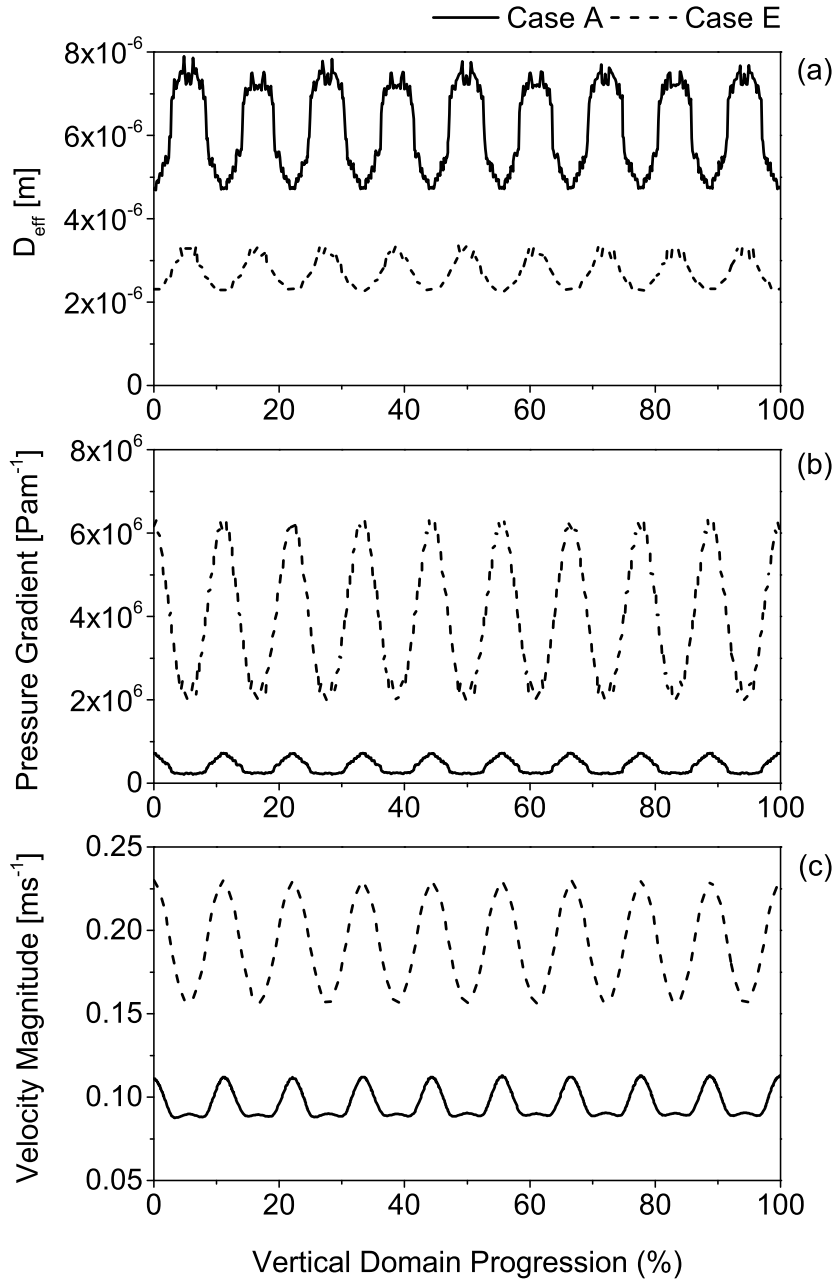 Case A Case E
(a)
8x10⁻⁶
6x10⁻⁶
4x10⁻⁶
2x10⁻⁶
0
D_eff [m]
0 20 40 60 80 100
(b)
8x10⁶
6x10⁶
4x10⁶
2x10⁶
0
Pressure Gradient [Pam⁻¹]
0 20 40 60 80 100
(c)
0.25
0.20
0.15
0.10
0.05
Velocity Magnitude [ms⁻¹]
0 20 40 60 80 100
Vertical Domain Progression (%)